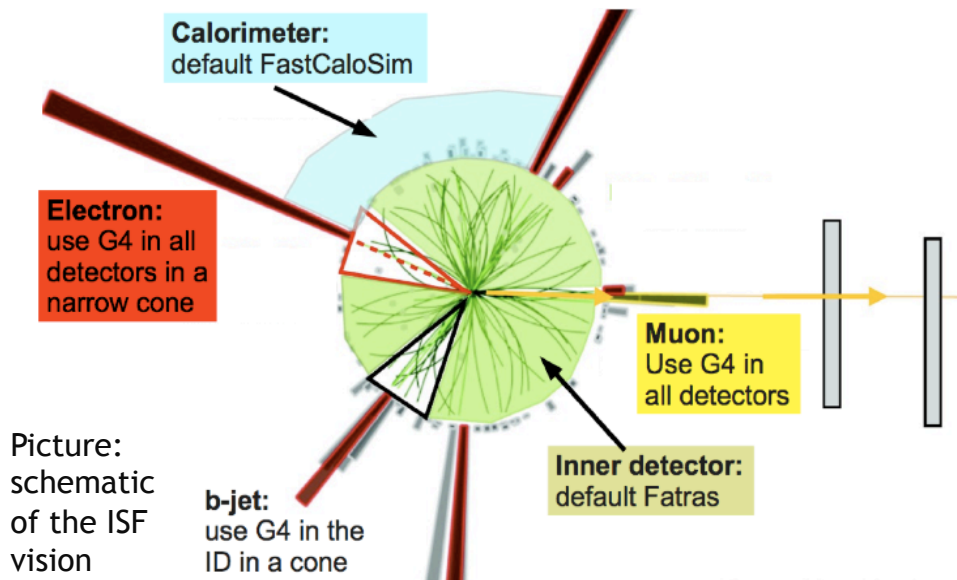 Calorimeter:
default FastCaloSim
Electron:
use G4 in all
detectors in a
narrow cone
Muon:
Use G4 in
all detectors
Inner detector:
default Fatras
b-jet:
use G4 in the
ID in a cone
Picture:
schematic
of the ISF
vision